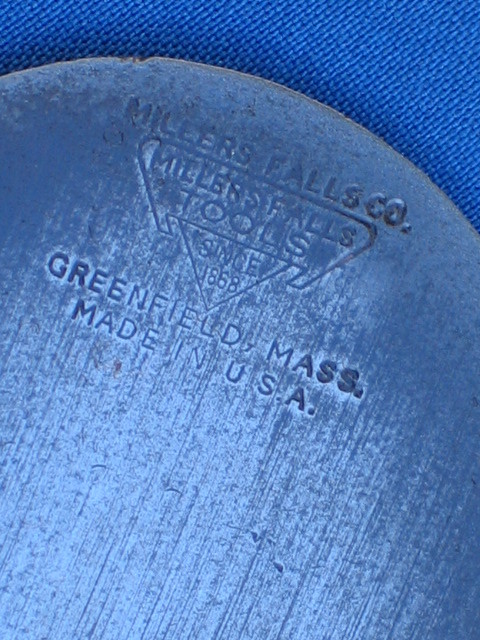 MILLERS FALLS CO.
MILLERS FALLS
TOOLS
SINCE
1868
GREENFIELD, MASS.
MADE IN U.S.A.